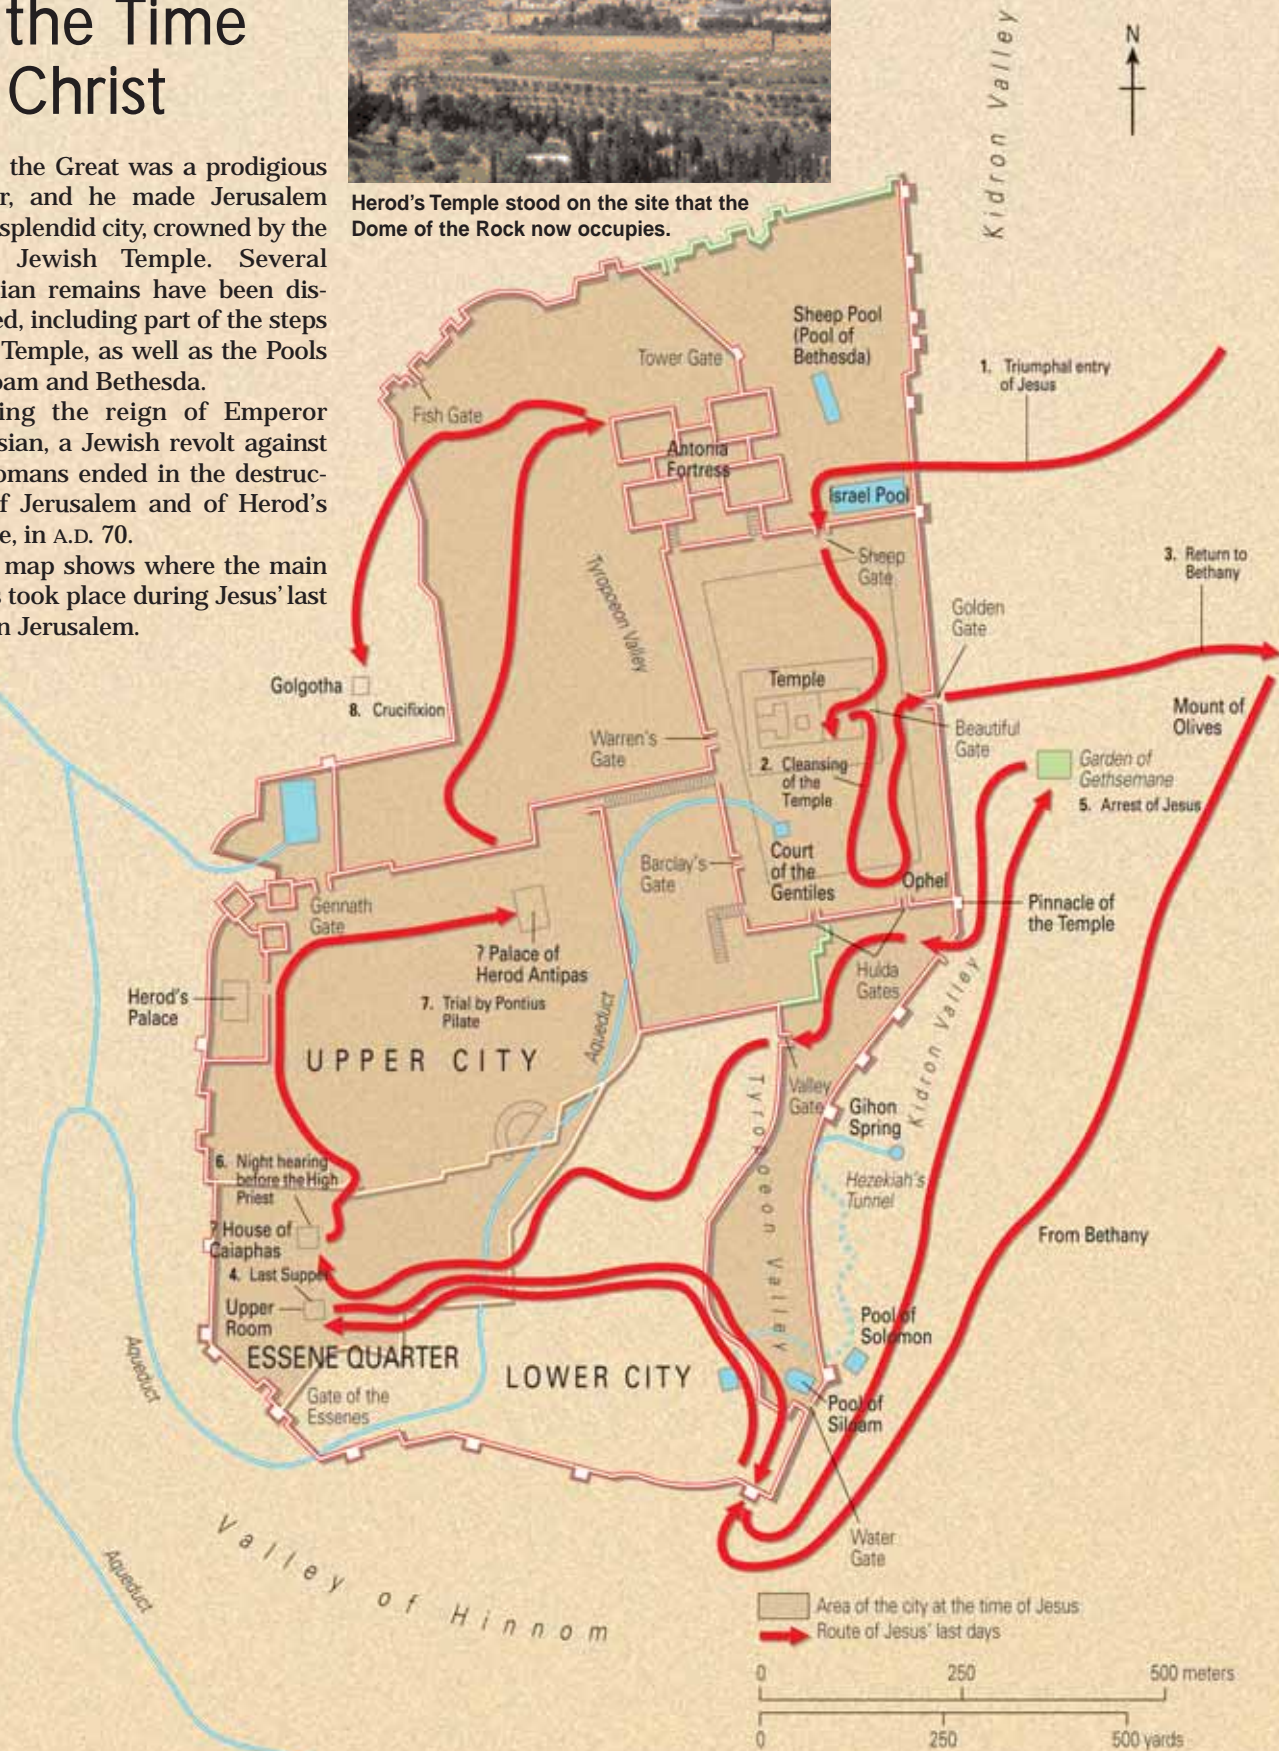 the Time
Christ
the Great was a prodigious
r, and he made Jerusalem
splendid city, crowned by the
Jewish Temple. Several
ian remains have been dis-
ed, including part of the steps
Temple, as well as the Pools
oam and Bethesda.
ing the reign of Emperor
sian, a Jewish revolt against
omans ended in the destruc-
f Jerusalem and of Herod's
e, in A.D. 70.
map shows where the main
s took place during Jesus' last
n Jerusalem.
Herod's Temple stood on the site that the
Dome of the Rock now occupies.
N
Kidron Valley
Sheep Pool
(Pool of
Bethesda)
Tower Gate
1. Triumphal entry
of Jesus
Fish Gate
Antonia
Fortress
Israel Pool
Sheep
Gate
3. Return to
Bethany
Tyropoeon Valley
Golden
Gate
Golgotha
8. Crucifixion
Temple
Mount of
Olives
Warren's
Gate
Beautiful
Gate
2. Cleansing
of the
Temple
Garden of
Gethsemane
5. Arrest of Jesus
Barclay's
Gate
Court
of the
Gentiles
Ophel
Pinnacle of
the Temple
Gennath
Gate
? Palace of
Herod Antipas
7. Trial by Pontius
Pilate
Hulda
Gates
Herod's
Palace
Aqueduct
Kidron Valley
UPPER CITY
Valley
Gate
Tyropoeon Valley
Gihon
Spring
Hezekiah's
Tunnel
6. Night hearing
before the High
Priest
? House of
Caiaphas
From Bethany
4. Last Supper
Upper
Room
Pool of
Solomon
ESSENE QUARTER
LOWER CITY
Aqueduct
Gate of the
Essenes
Pool of
Siloam
Water
Gate
Valley of Hinnom
Aqueduct
Area of the city at the time of Jesus
Route of Jesus' last days
0 250 500 meters
0 250 500 yards